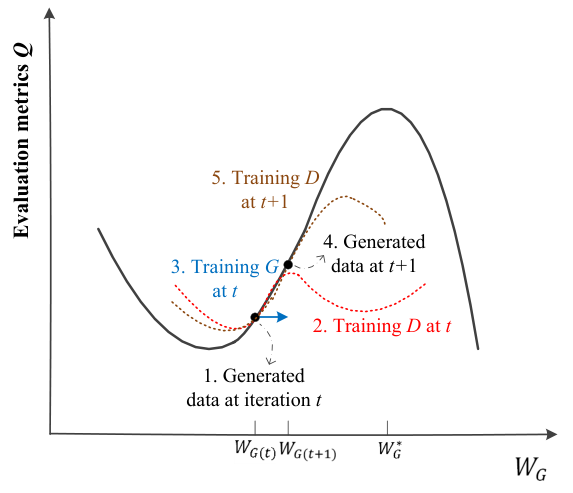 Evaluation metrics Q
5. Training D
at t+1
4. Generated
data at t+1
3. Training G
at t
2. Training D at t
1. Generated
data at iteration t
W_{G(t)} W_{G(t+1)} W_G^*
W_G